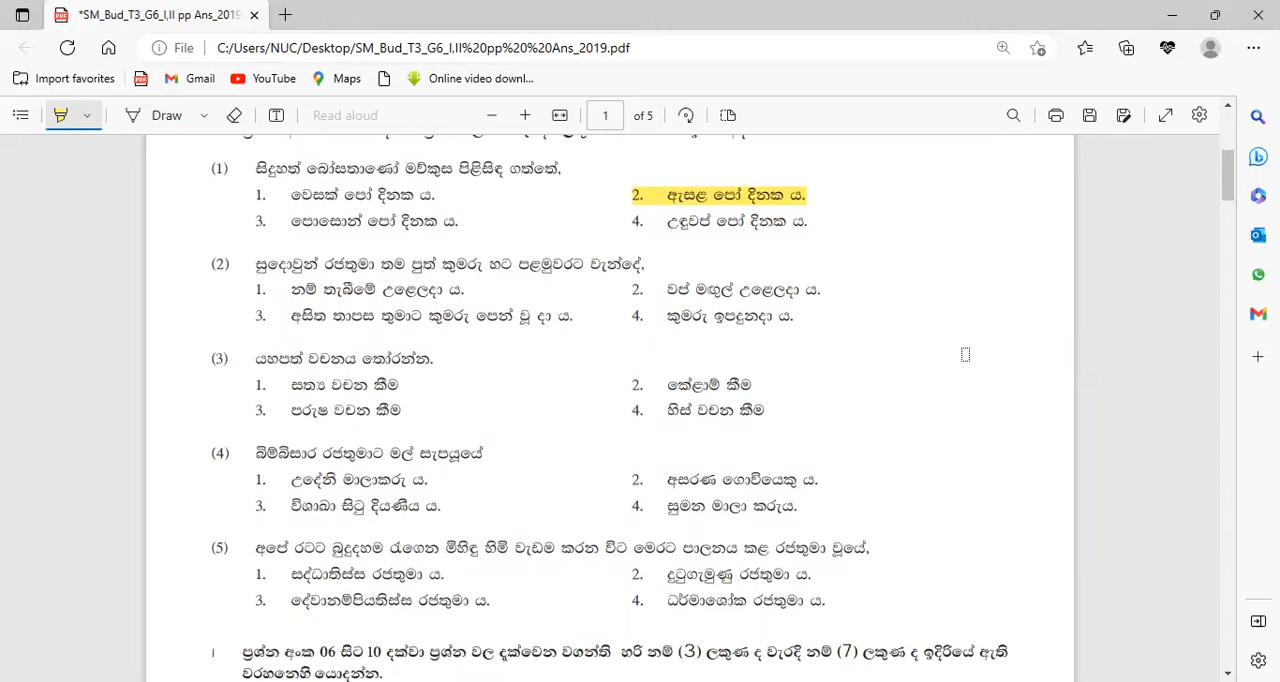 *SM_Bud_T3_G6_I,II pp Ans_2019
File C:/Users/NUC/Desktop/SM_Bud_T3_G6_I,II%20pp%20%20Ans_2019.pdf
Import favorites Gmail YouTube Maps Online video downl...
Draw Read aloud 1 of 5
(1) සිදුහත් බෝසතාණෝ මව්කුස පිළිසිඳ ගත්තේ,
1. වෙසක් පෝ දිනක ය. 2. ඇසළ පෝ දිනක ය.
3. පොසොන් පෝ දිනක ය. 4. උඳුවප් පෝ දිනක ය.
(2) සුදොවුන් රජතුමා තම පුත් කුමරු හට පළමුවරට වැන්දේ,
1. නම් තැබීමේ උළෙලදා ය. 2. වප් මඟුල් උළෙලදා ය.
3. අසිත තාපස තුමාට කුමරු පෙන් වූ දා ය. 4. කුමරු ඉපදුනදා ය.
(3) යහපත් වචනය තෝරන්න.
1. සත්‍ය වචන කීම 2. කේළාම් කීම
3. පරුෂ වචන කීම 4. හිස් වචන කීම
(4) බිම්බිසාර රජතුමාට මල් සැපයූයේ
1. උදේනි මාලාකරු ය. 2. අසරණ ගොවියෙකු ය.
3. විශාඛා සිටු දියණිය ය. 4. සුමන මාලා කරුය.
(5) අපේ රටට බුදුදහම රැගෙන මිහිඳු හිමි වැඩම කරන විට මෙරට පාලනය කළ රජතුමා වූයේ,
1. සද්ධාතිස්ස රජතුමා ය. 2. දුටුගැමුණු රජතුමා ය.
3. දේවානම්පියතිස්ස රජතුමා ය. 4. ධර්මාශෝක රජතුමා ය.
ප්‍රශ්න අංක 06 සිට 10 දක්වා ප්‍රශ්න වල දැක්වෙන වගන්ති හරි නම් (3) ලකුණ ද වැරදි නම් (7) ලකුණ ද ඉදිරියේ ඇති
වරහනෙහි යොදන්න.